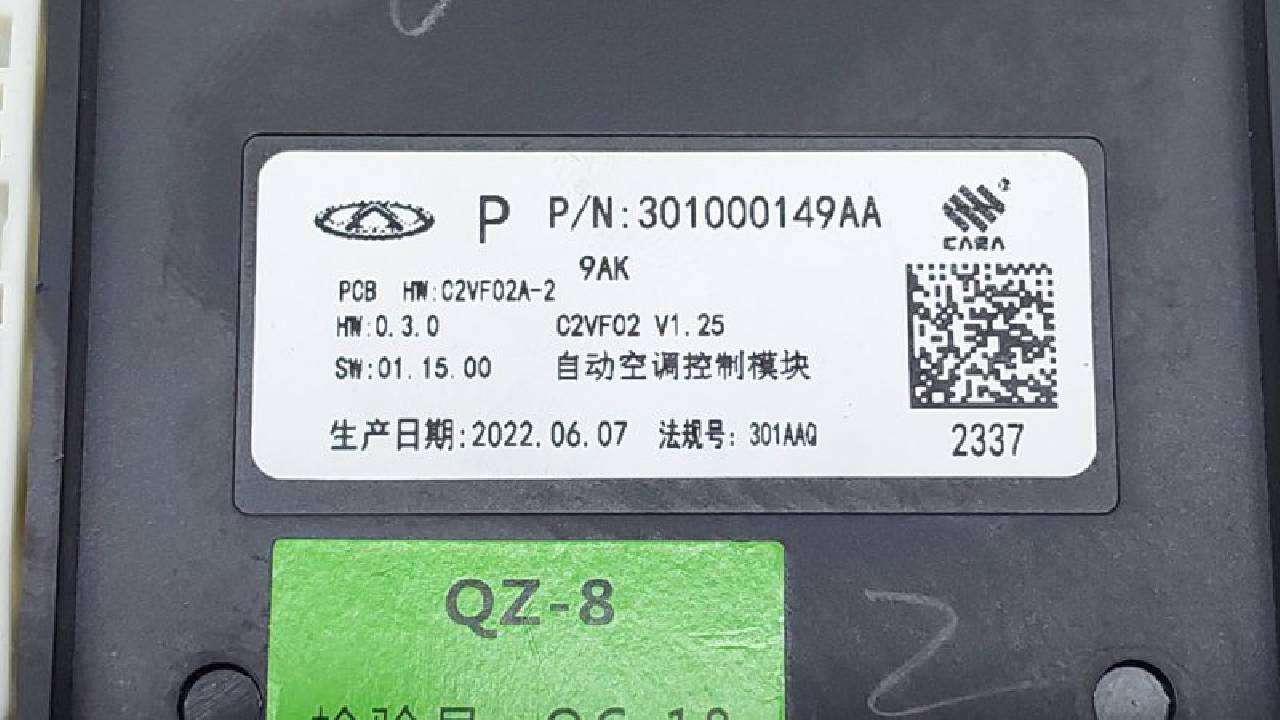 P P/N:301000149AA
9AK
CARA
PCB HW:C2VF02A-2
HW:0.3.0 C2VF02 V1.25
SW:01.15.00 自动空调控制模块
生产日期:2022.06.07 法规号: 301AAQ
2337
QZ-8
2